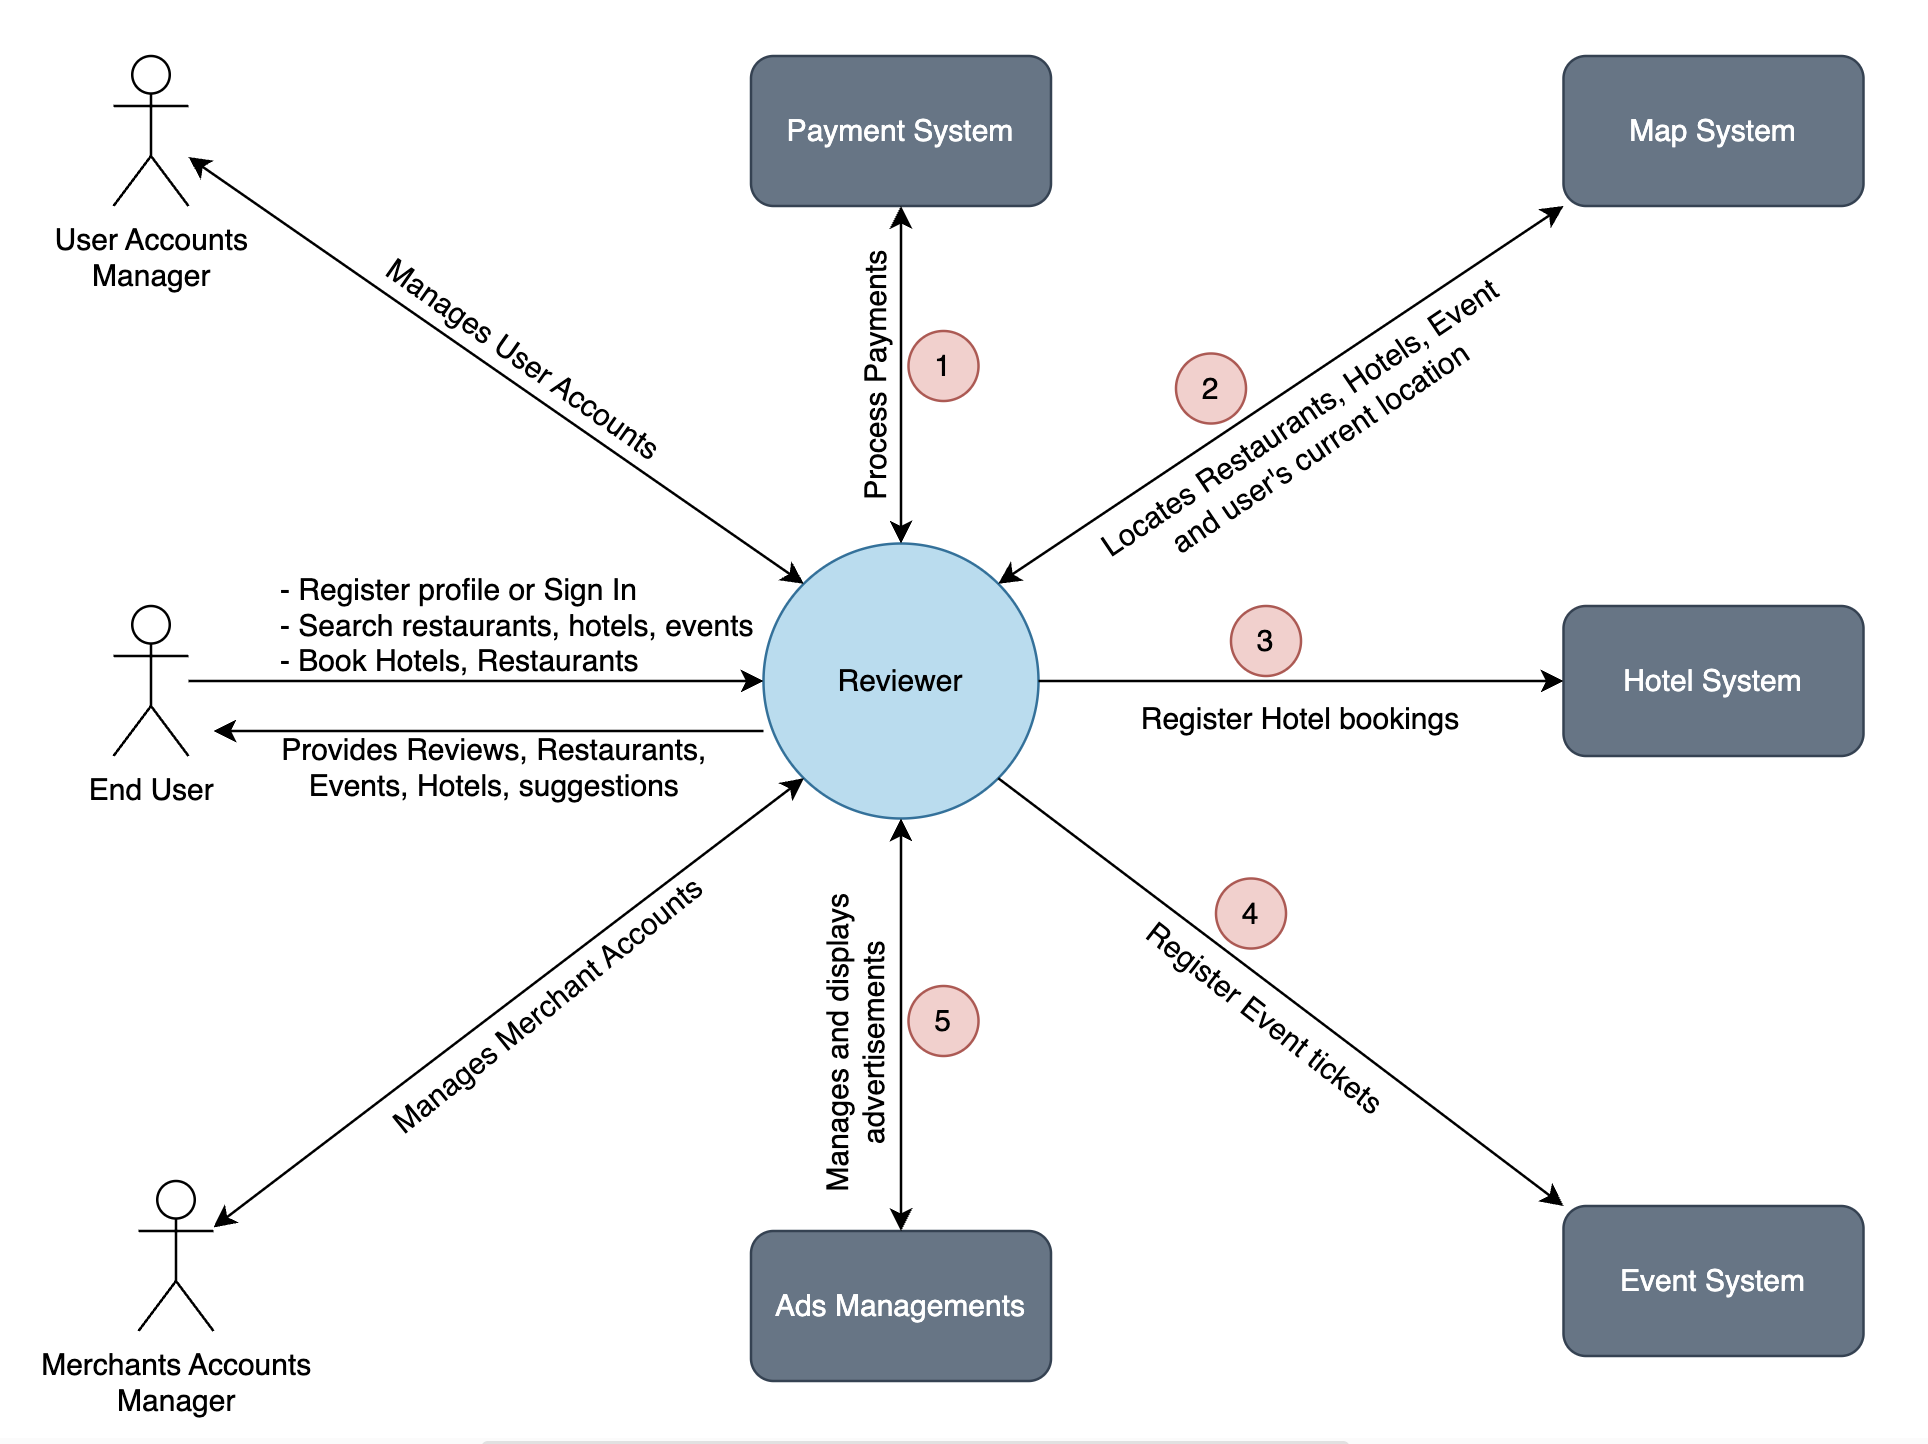 User Accounts
Manager
Payment System
Map System
Manages User Accounts
Process Payments
1
2
Locates Restaurants, Hotels, Event
and user's current location
- Register profile or Sign In
- Search restaurants, hotels, events
- Book Hotels, Restaurants
End User
Provides Reviews, Restaurants,
Events, Hotels, suggestions
Reviewer
3
Register Hotel bookings
Hotel System
Manages Merchant Accounts
Manages and displays
advertisements
5
4
Register Event tickets
Merchants Accounts
Manager
Ads Managements
Event System